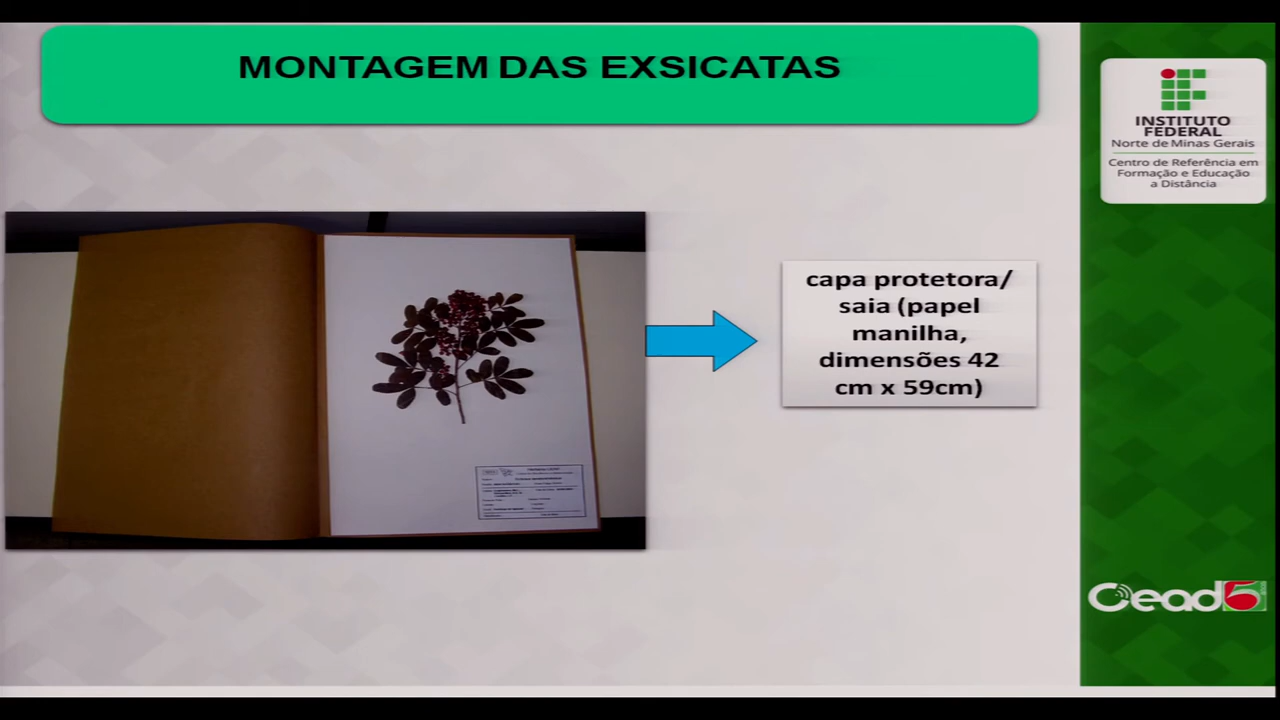 MONTAGEM DAS EXSICATAS
INSTITUTO
FEDERAL
Norte de Minas Gerais
Centro de Referência em
Formação e Educação
a Distância
capa protetora/
saia (papel
manilha,
dimensões 42
cm x 59cm)
Cead 5